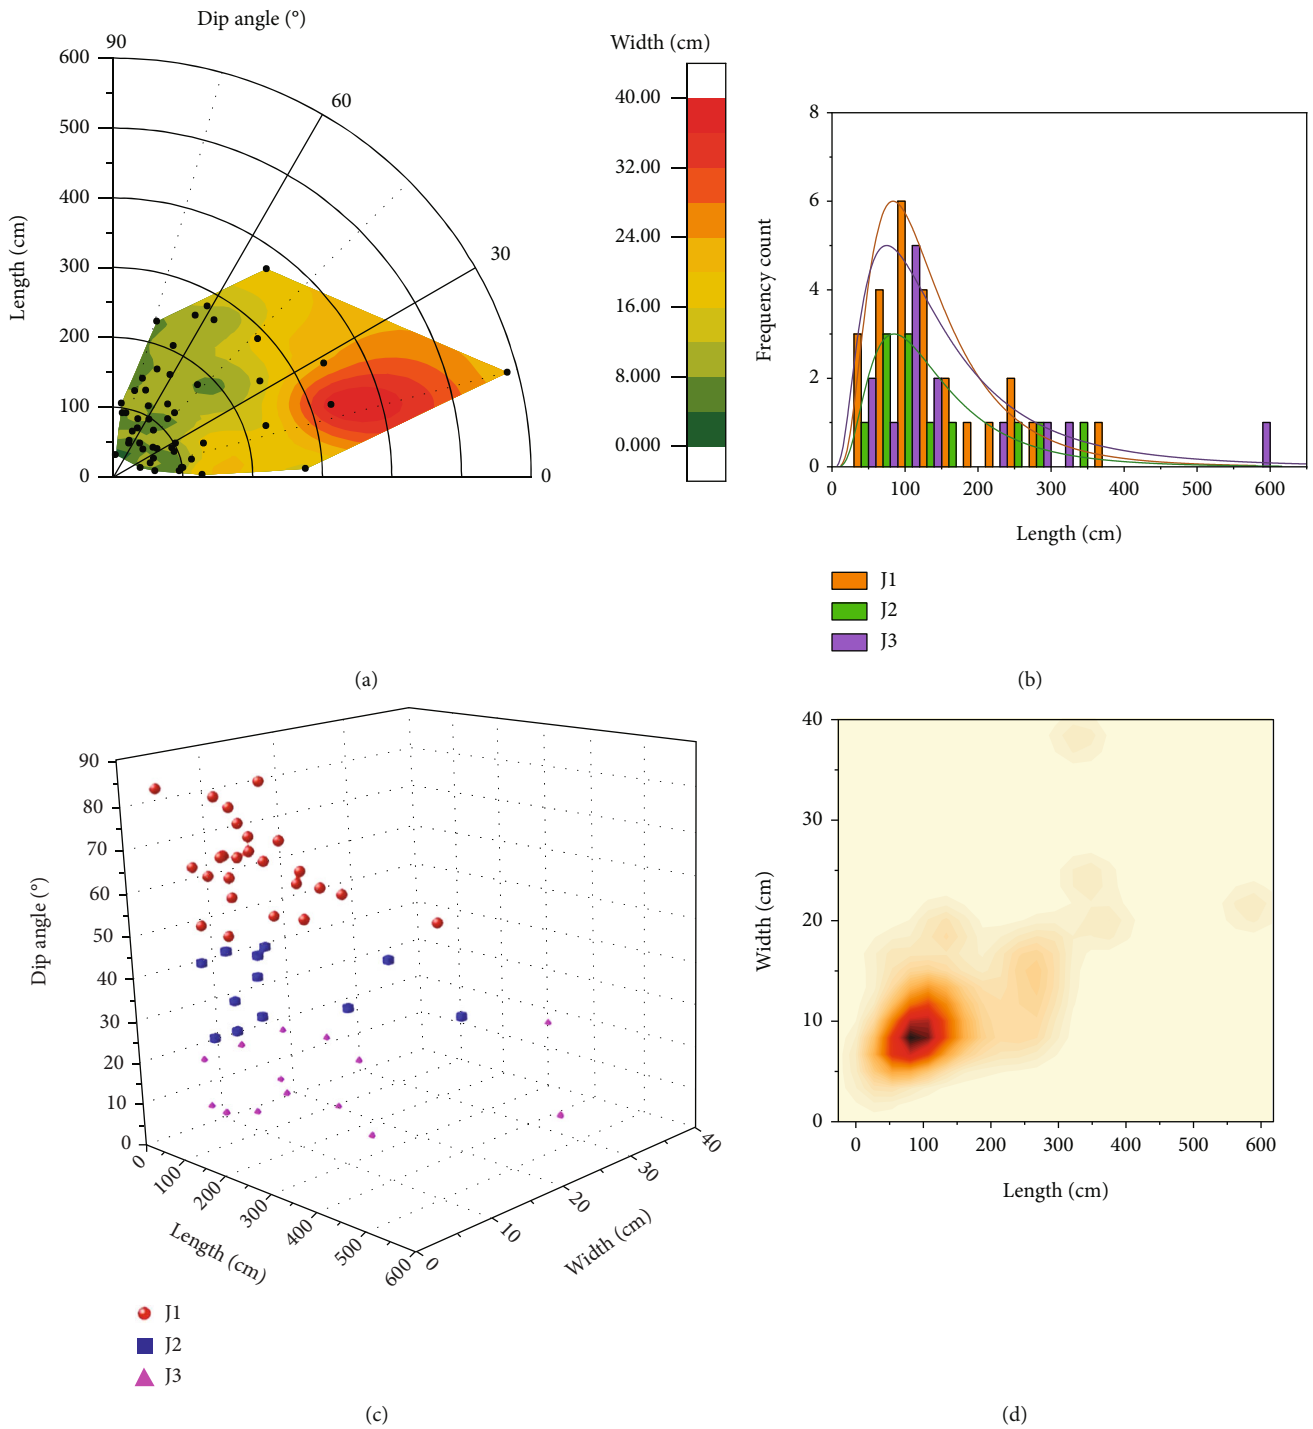 Dip angle (°)
90
600
500
400
300
200
100
0
60
30
0
Length (cm)
Width (cm)
40.00
32.00
24.00
16.00
8.000
0.000
(a)
8
6
4
2
0
Frequency count
0 100 200 300 400 500 600
Length (cm)
J1
J2
J3
(b)
90
80
70
60
50
40
30
20
10
0
Dip angle (°)
0 100 200 300 400 500 600
Length (cm)
0 10 20 30 40
Width (cm)
J1
J2
J3
(c)
40
30
20
10
0
Width (cm)
0 100 200 300 400 500 600
Length (cm)
(d)